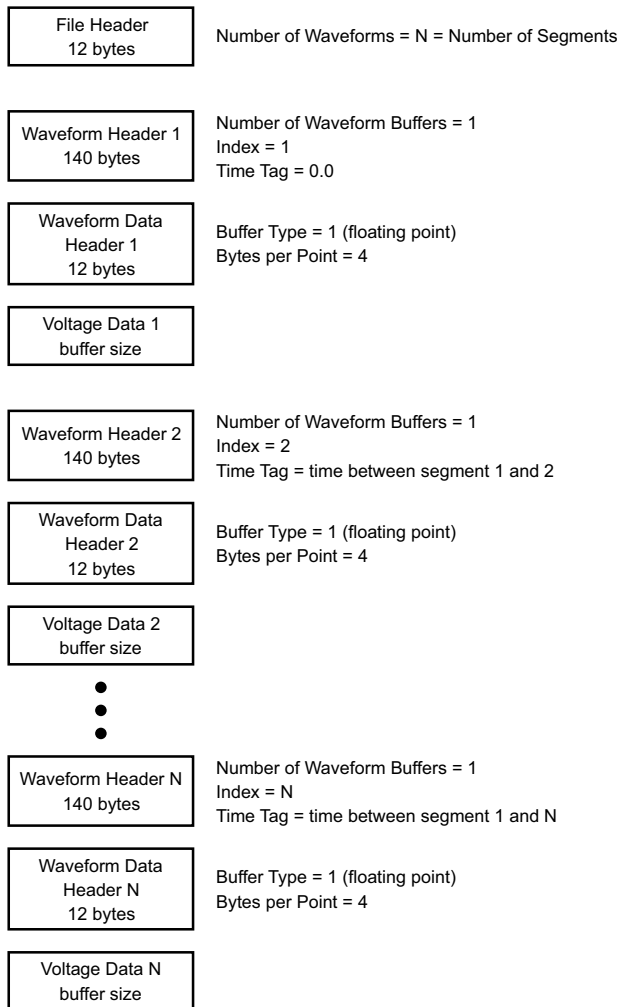 File Header
12 bytes
Number of Waveforms = N = Number of Segments
Waveform Header 1
140 bytes
Number of Waveform Buffers = 1
Index = 1
Time Tag = 0.0
Waveform Data
Header 1
12 bytes
Buffer Type = 1 (floating point)
Bytes per Point = 4
Voltage Data 1
buffer size
Waveform Header 2
140 bytes
Number of Waveform Buffers = 1
Index = 2
Time Tag = time between segment 1 and 2
Waveform Data
Header 2
12 bytes
Buffer Type = 1 (floating point)
Bytes per Point = 4
Voltage Data 2
buffer size
Waveform Header N
140 bytes
Number of Waveform Buffers = 1
Index = N
Time Tag = time between segment 1 and N
Waveform Data
Header N
12 bytes
Buffer Type = 1 (floating point)
Bytes per Point = 4
Voltage Data N
buffer size